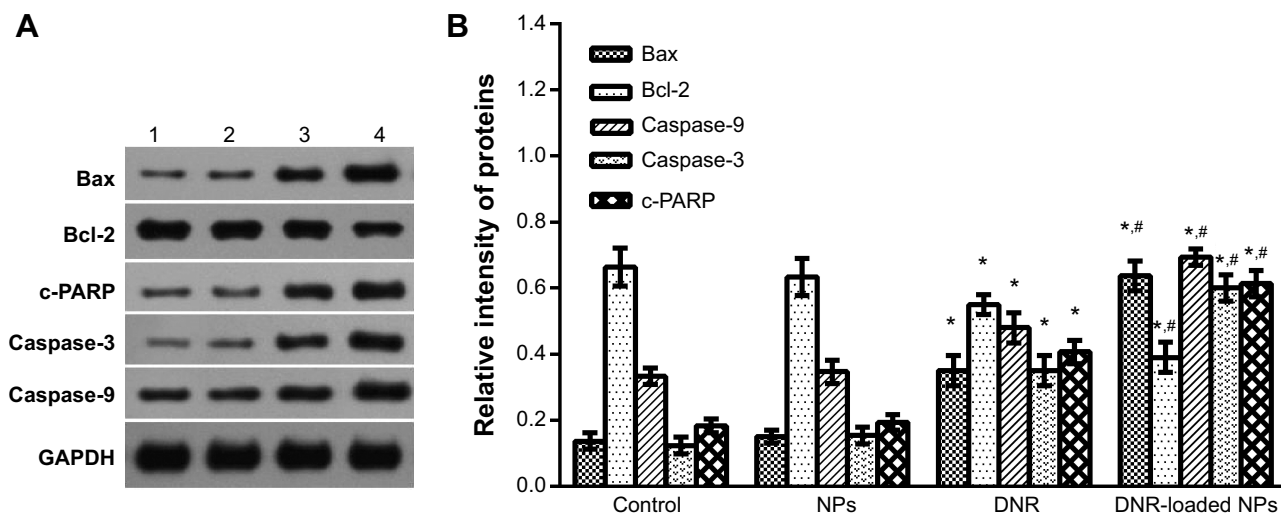 A
1 2 3 4
Bax
Bcl-2
c-PARP
Caspase-3
Caspase-9
GAPDH
B
Relative intensity of proteins
1.4
1.2
1.0
0.8
0.6
0.4
0.2
0.0
Bax
Bcl-2
Caspase-9
Caspase-3
c-PARP
* * * * *
*,# *,# *,# *,# *,#
Control NPs DNR DNR-loaded NPs